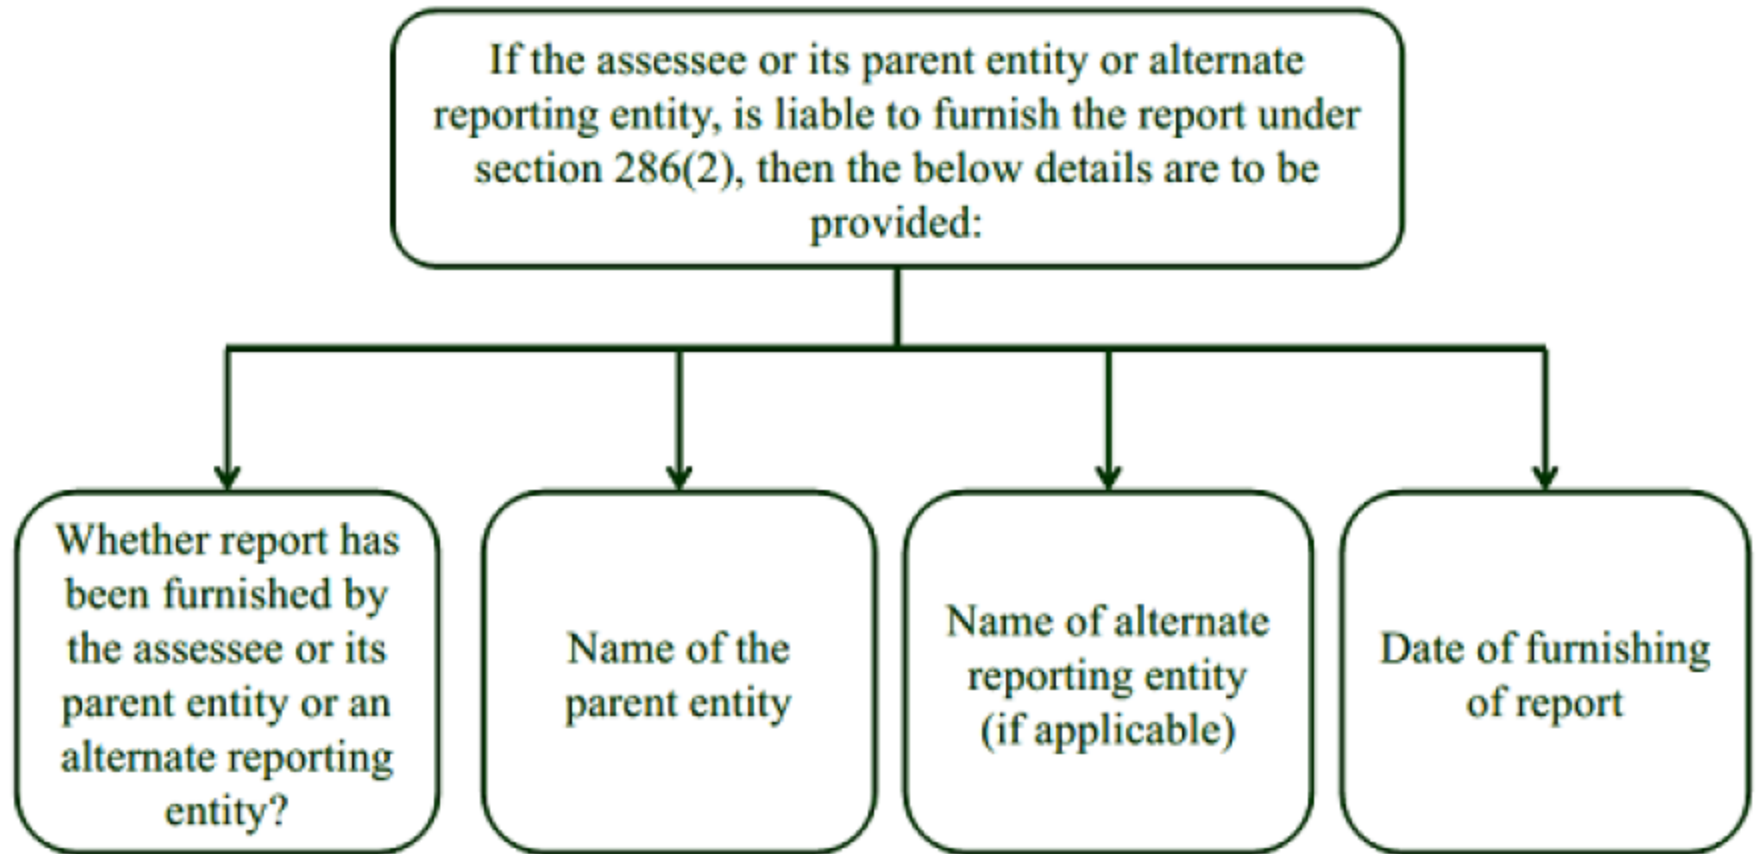 If the assessee or its parent entity or alternate
reporting entity, is liable to furnish the report under
section 286(2), then the below details are to be
provided:
Whether report has
been furnished by
the assessee or its
parent entity or an
alternate reporting
entity?
Name of the
parent entity
Name of alternate
reporting entity
(if applicable)
Date of furnishing
of report